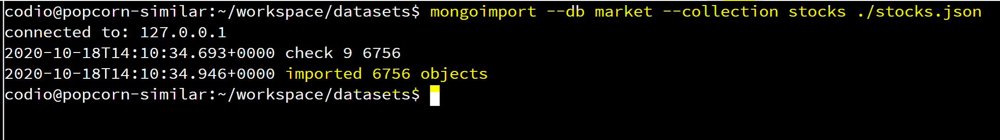 codio@popcorn-similar:~/workspace/datasets$ mongoimport --db market --collection stocks ./stocks.json
connected to: 127.0.0.1
2020-10-18T14:10:34.693+0000 check 9 6756
2020-10-18T14:10:34.946+0000 imported 6756 objects
codio@popcorn-similar:~/workspace/datasets$